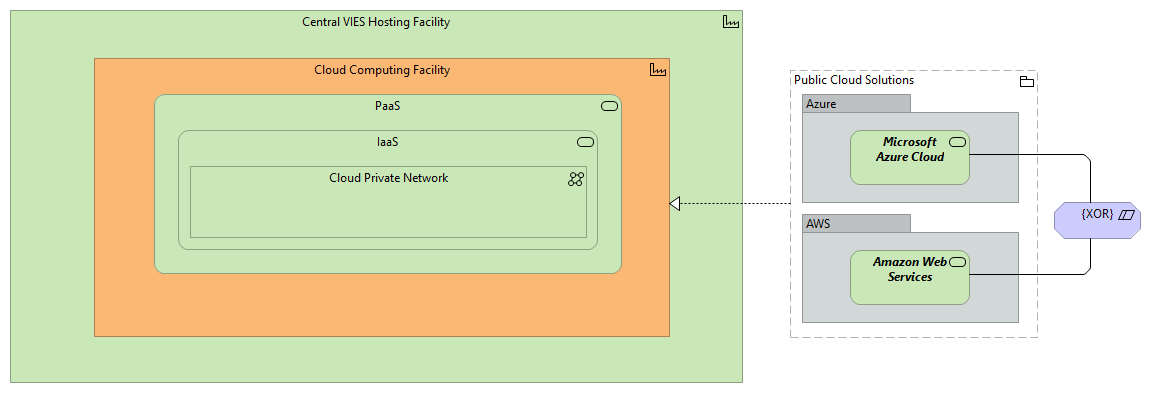 Central VIES Hosting Facility
Cloud Computing Facility
PaaS
IaaS
Cloud Private Network
Public Cloud Solutions
Azure
Microsoft
Azure Cloud
{XOR}
AWS
Amazon Web
Services